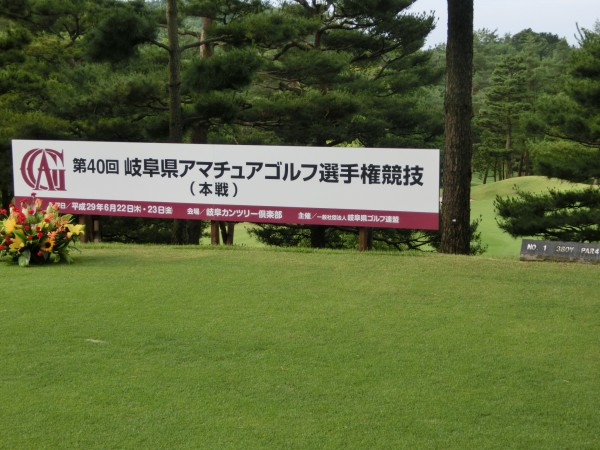 第40回 岐阜県アマチュアゴルフ選手権競技
(本戦)
平成29年6月22日㊍・23日㊎ 会場/岐阜カンツリー倶楽部 主催/一般社団法人 岐阜県ゴルフ連盟
NO 1 380Y PAR4